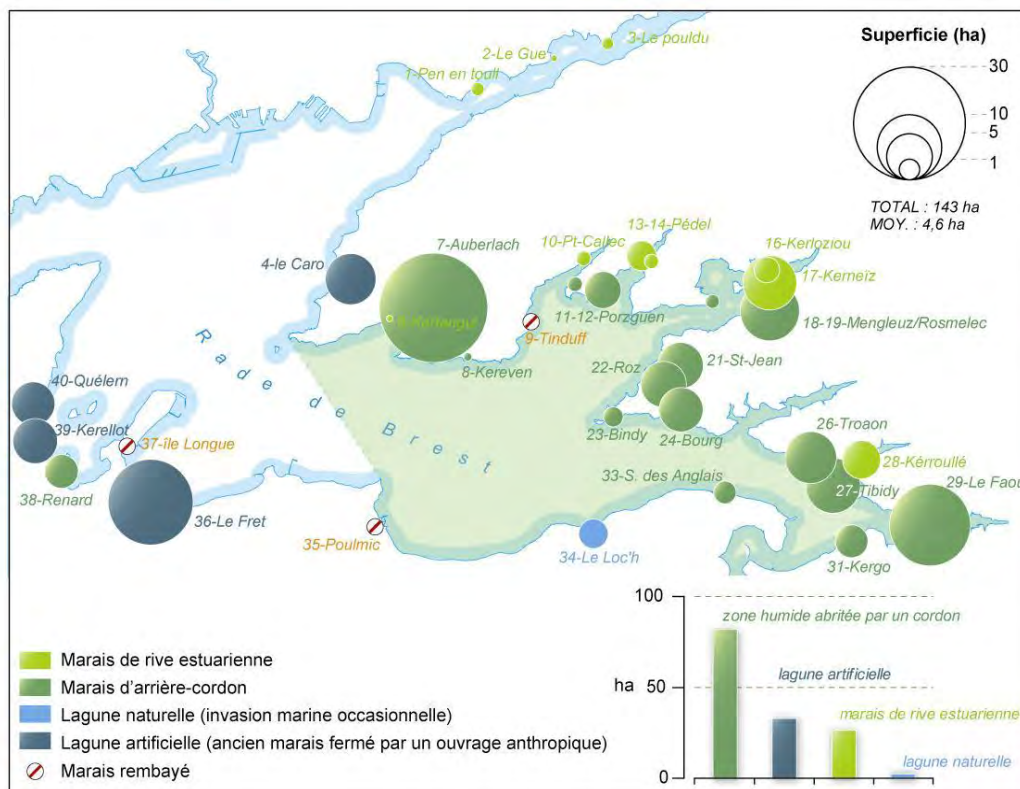 3-Le pouldu
2-Le Gue
1-Pen en toull
Superficie (ha)
30
10
5
1
TOTAL : 143 ha
MOY. : 4,6 ha
13-14-Pédel
10-Pt-Callec
7-Auberlach
4-le Caro
16-Kerloziou
17-Kerneïz
11-12-Porzguen
9-Tinduff
18-19-Mengleuz/Rosmelec
8-Kereven
Rade de
Brest
21-St-Jean
22-Roz
40-Quélern
39-Kerellot
37-île Longue
38-Renard
23-Bindy
24-Bourg
26-Troaon
28-Kérroullé
33-S. des Anglais
27-Tibidy
29-Le Faou
36-Le Fret
35-Poulmic
34-Le Loc'h
31-Kergo
100
zone humide abritée par un cordon
lagune artificielle
ha
50
marais de rive estuarienne
lagune naturelle
0
Marais de rive estuarienne
Marais d'arrière-cordon
Lagune naturelle (invasion marine occasionnelle)
Lagune artificielle (ancien marais fermé par un ouvrage anthropique)
Marais rembayé